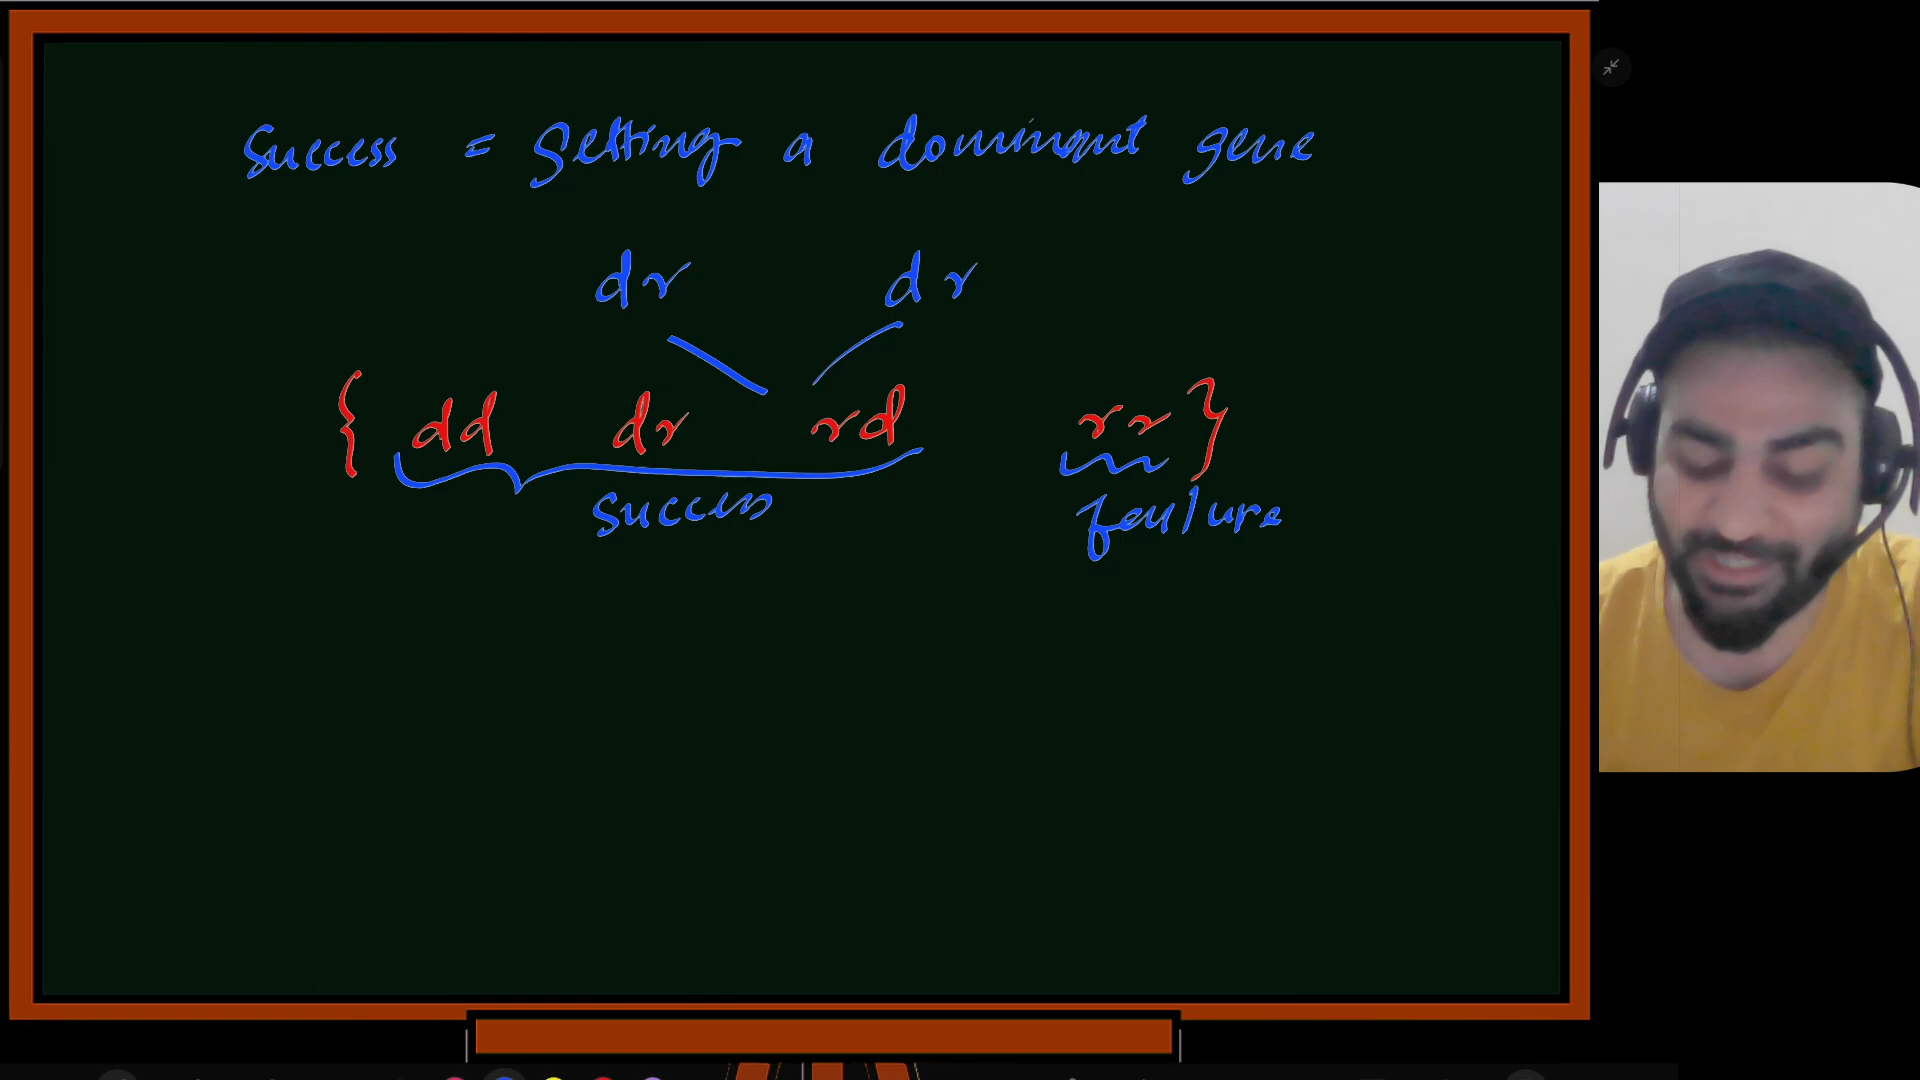 Success = getting a dominant gene
dr dr
{ dd dr rd rr }
success failure